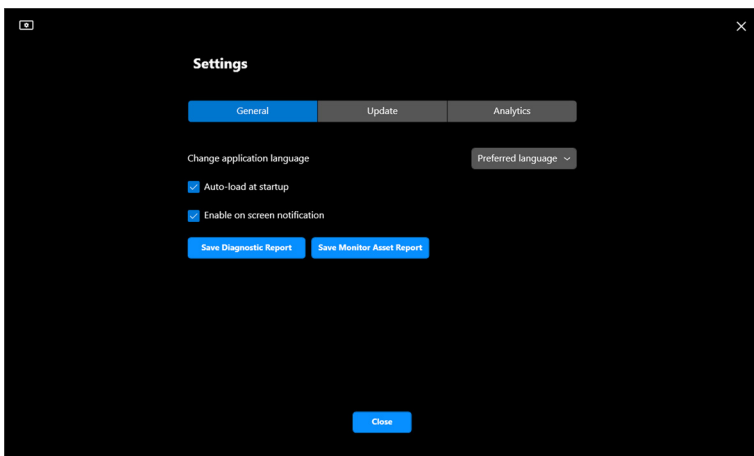 Settings
General Update Analytics
Change application language Preferred language
Auto-load at startup
Enable on screen notification
Save Diagnostic Report Save Monitor Asset Report
Close